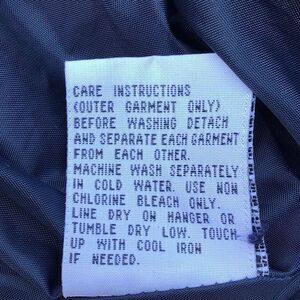 CARE INSTRUCTIONS
(OUTER GARMENT ONLY)
BEFORE WASHING DETACH
AND SEPARATE EACH GARMENT
FROM EACH OTHER.
MACHINE WASH SEPARATELY
IN COLD WATER. USE NON
CHLORINE BLEACH ONLY.
LINE DRY ON HANGER OR
TUMBLE DRY LOW. TOUCH
UP WITH COOL IRON
IF NEEDED.